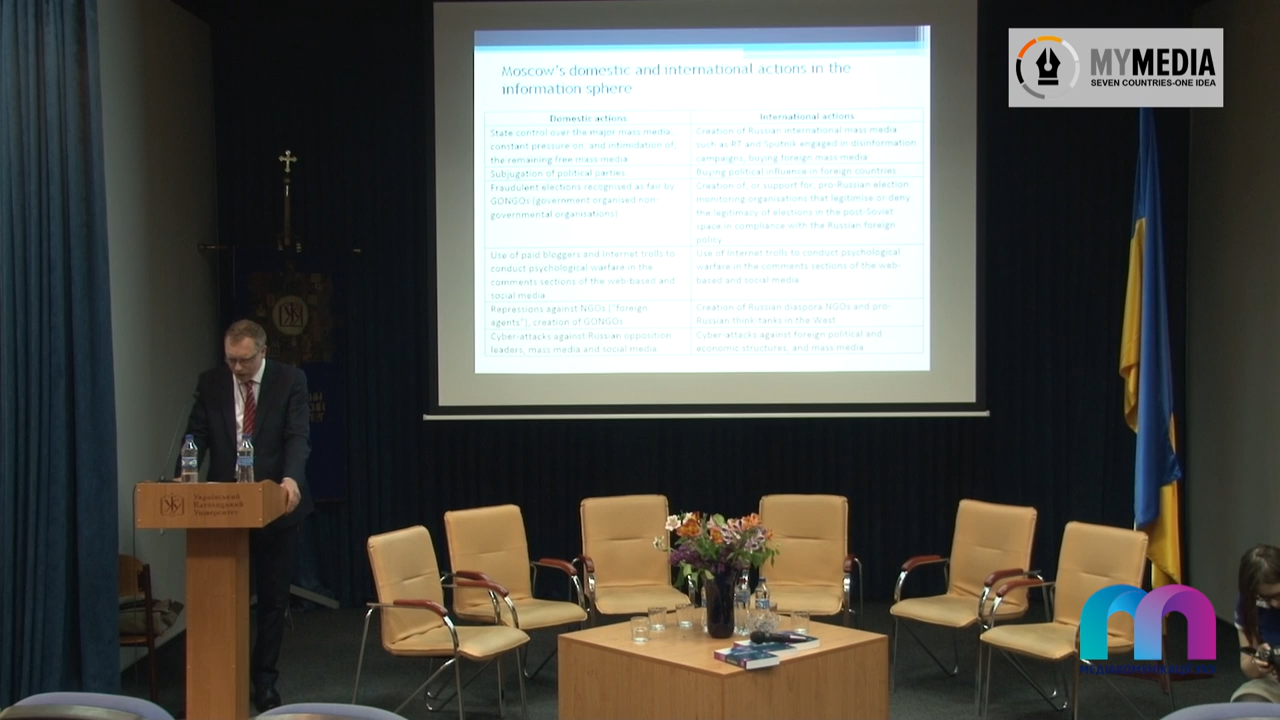 MYMEDIA
SEVEN COUNTRIES-ONE IDEA
Moscow's domestic and international actions in the
information sphere
Domestic actions
State control over the major mass media,
constant pressure on, and intimidation of,
the remaining free mass media
Subjugation of political parties
Fraudulent elections recognised as fair by
GONGOs (government organised non
governmental organisations)
Use of paid bloggers and Internet trolls to
conduct psychological warfare in the
comments sections of the web-based and
social media
Repressions against NGOs ("foreign
agents"), creation of GONGOs
Cyber-attacks against Russian opposition
leaders, mass media and social media
International actions
Creation of Russian international mass media
such as RT and Sputnik engaged in disinformation
campaigns, buying foreign mass media
Buying political influence in foreign countries
Creation of, or support for, pro-Russian election
monitoring organisations that legitimise or deny
the legitimacy of elections in the post-Soviet
space in compliance with the Russian foreign
policy
Use of Internet trolls to conduct psychological
warfare in the comments sections of the web-
based and social media
Creation of Russian diaspora NGOs and pro-
Russian think-tanks in the West
Cyber-attacks against foreign political and
economic structures, and mass media
Український
Католицький
Університет